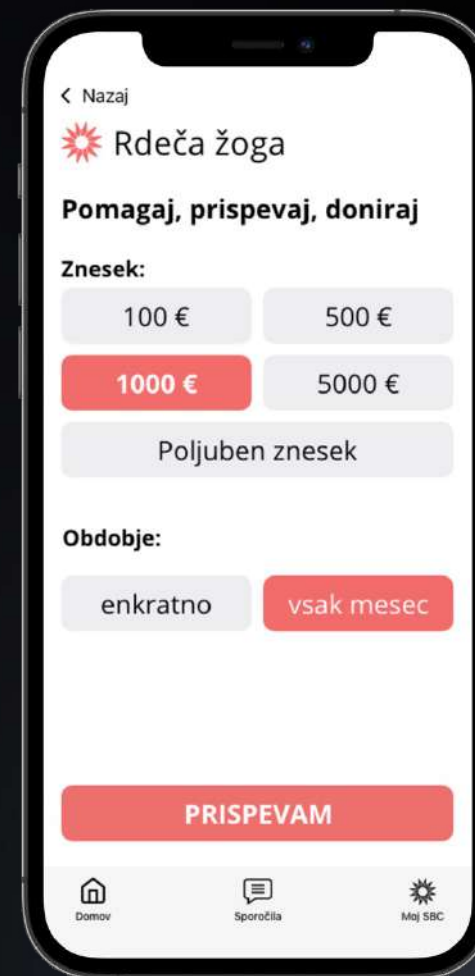 Nazaj
Rdeča žoga
Pomagaj, prispevaj, doniraj
Znesek:
100 € 500 €
1000 € 5000 €
Poljuben znesek
Obdobje:
enkratno vsak mesec
PRISPEVAM
Domov Sporočila Moj SBC